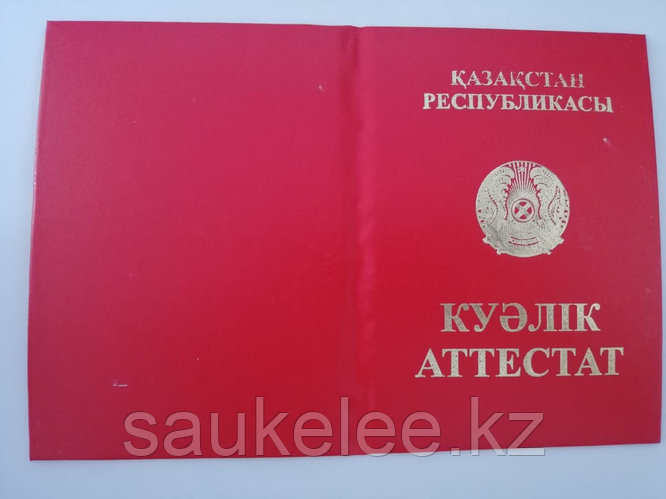 ҚАЗАҚСТАН
РЕСПУБЛИКАСЫ
КУӘЛІК
АТТЕСТАТ
saukelee.kz